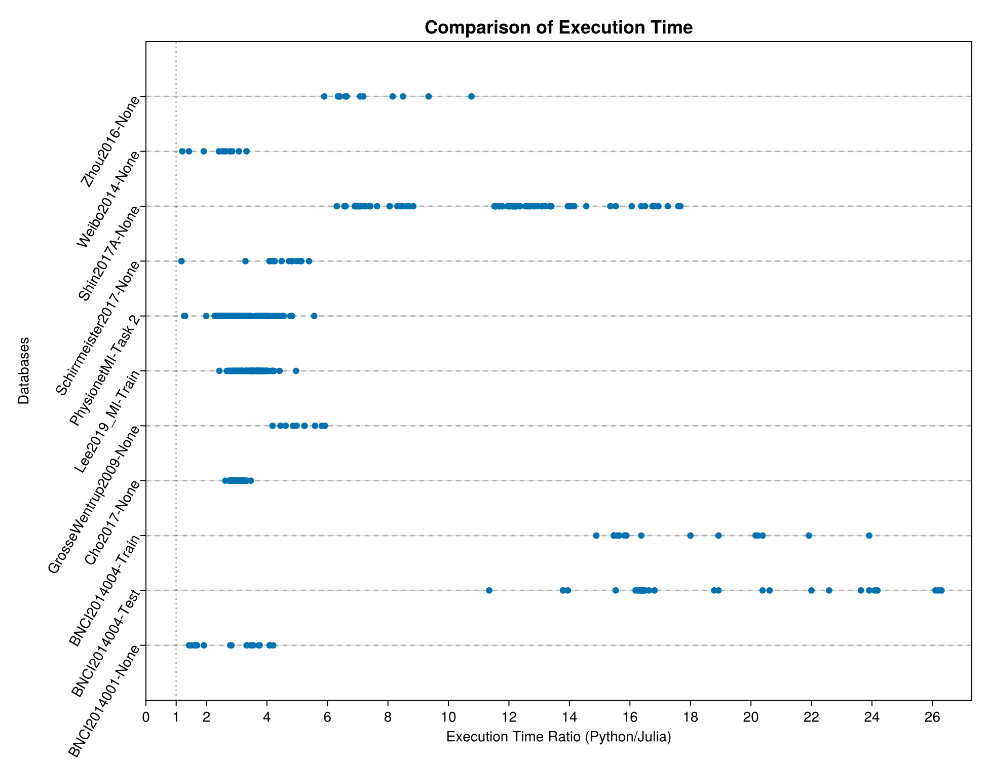 Comparison of Execution Time
Zhou2016-None
Weibo2014-None
Shin2017A-None
Schirrmeister2017-None
PhysionetMI-Task 2
Lee2019_MI-Train
GrosseWentrup2009-None
Cho2017-None
BNCI2014004-Train
BNCI2014004-Test
BNCI2014001-None
Databases
0 1 2 4 6 8 10 12 14 16 18 20 22 24 26
Execution Time Ratio (Python/Julia)